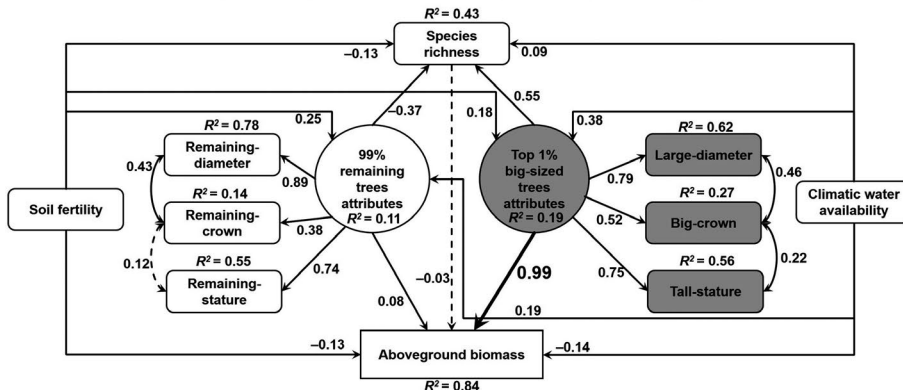 R² = 0.43
Species
richness
–0.13
0.09
–0.37
0.55
0.25
0.18
0.38
R² = 0.78
Remaining-
diameter
0.43
0.89
R² = 0.14
Remaining-
crown
0.38
0.12
R² = 0.55
Remaining-
stature
0.74
99%
remaining
trees
attributes
R² = 0.11
Top 1%
big-sized
trees
attributes
R² = 0.19
R² = 0.62
Large-diameter
0.79
0.46
R² = 0.27
Big-crown
0.52
0.22
R² = 0.56
Tall-stature
0.75
Soil fertility
Climatic water
availability
–0.03
0.99
0.08
0.19
–0.13
Aboveground biomass
–0.14
R² = 0.84